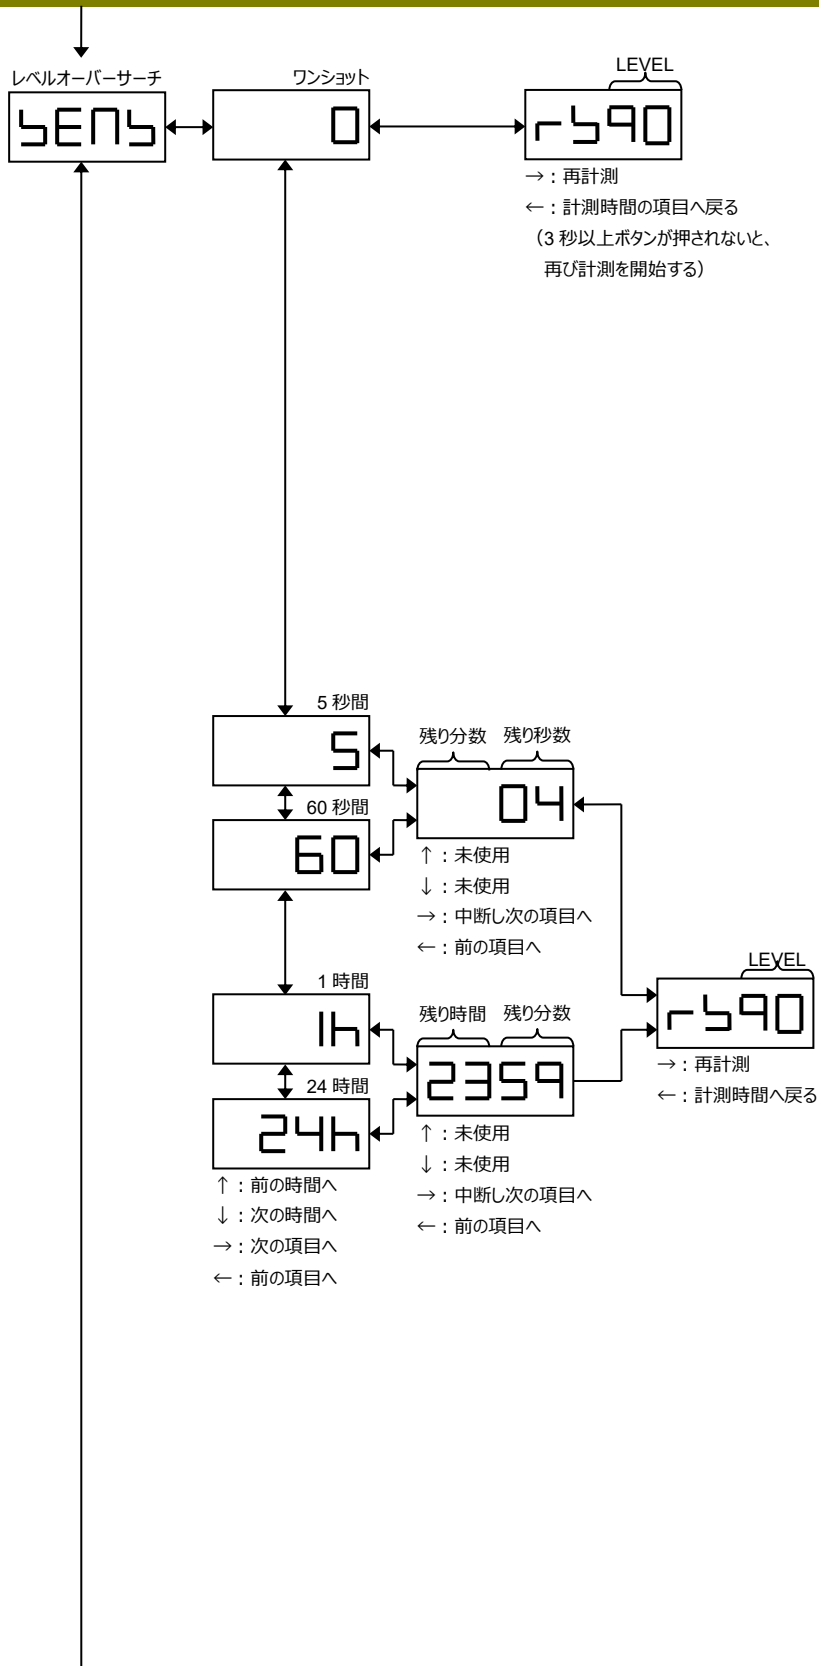 LEVEL
レベルオーバーサーチ
ワンショット
SENS
0
rS90
→：再計測
←：計測時間の項目へ戻る
（3 秒以上ボタンが押されないと、
再び計測を開始する）
5 秒間
5
残り分数 残り秒数
04
60 秒間
60
↑：未使用
↓：未使用
→：中断し次の項目へ
←：前の項目へ
1 時間
1h
残り時間 残り分数
2359
LEVEL
rS90
→：再計測
←：計測時間へ戻る
24 時間
24h
↑：未使用
↓：未使用
→：中断し次の項目へ
←：前の項目へ
↑：前の時間へ
↓：次の時間へ
→：次の項目へ
←：前の項目へ